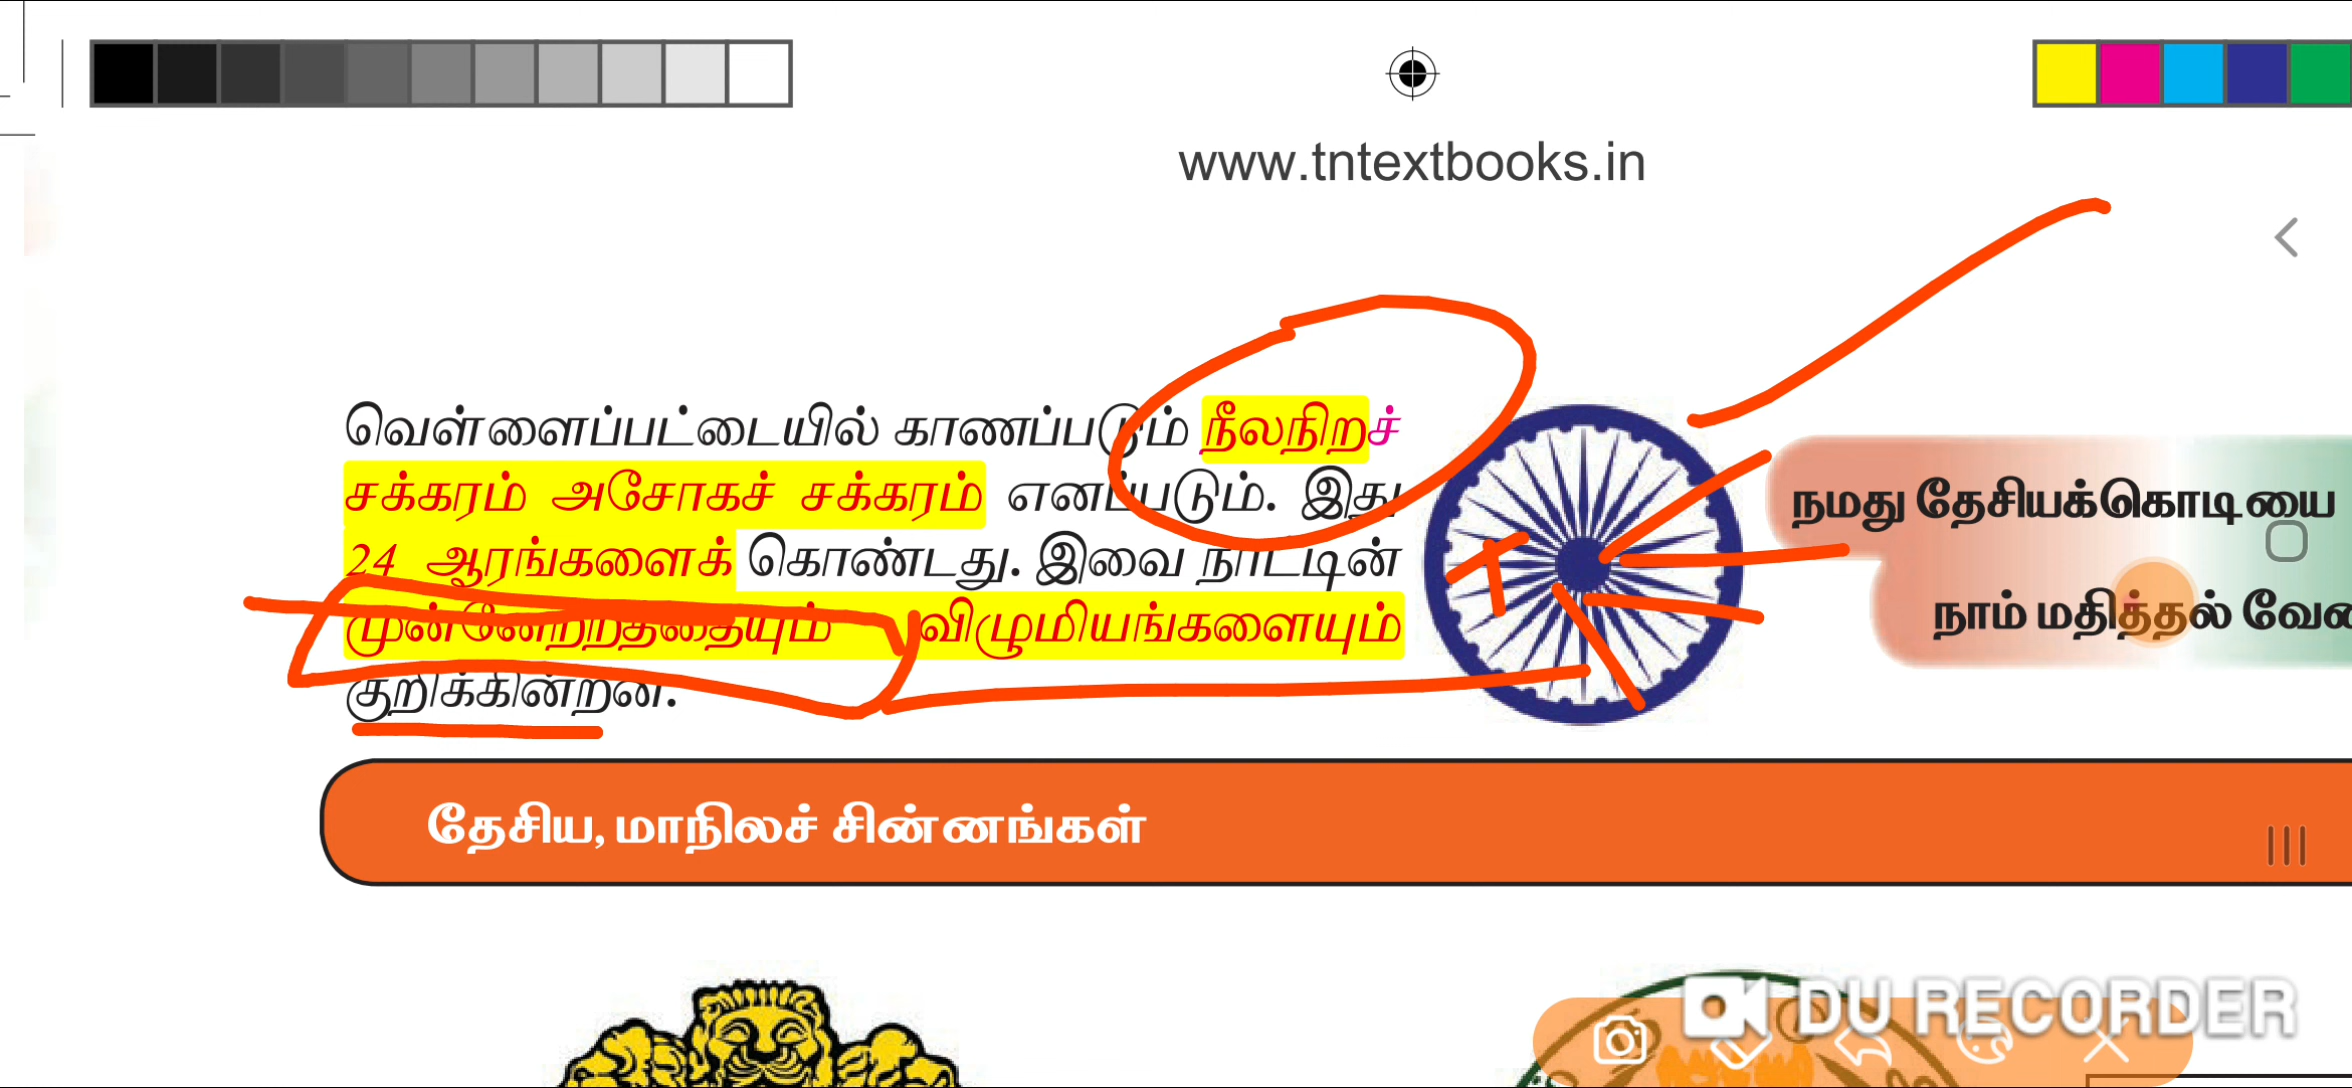 www.tntextbooks.in
வெள்ளைப்பட்டையில் காணப்படும் நீலநிறச்
சக்கரம் அசோகச் சக்கரம் எனப்படும். இது
24 ஆரங்களைக் கொண்டது. இவை நாட்டின்
முன்னேற்றத்தையும் விழுமியங்களையும்
குறிக்கின்றன.
நமது தேசியக்கொடியை
நாம் மதித்தல்
தேசிய, மாநிலச் சின்னங்கள்
DU RECORDER